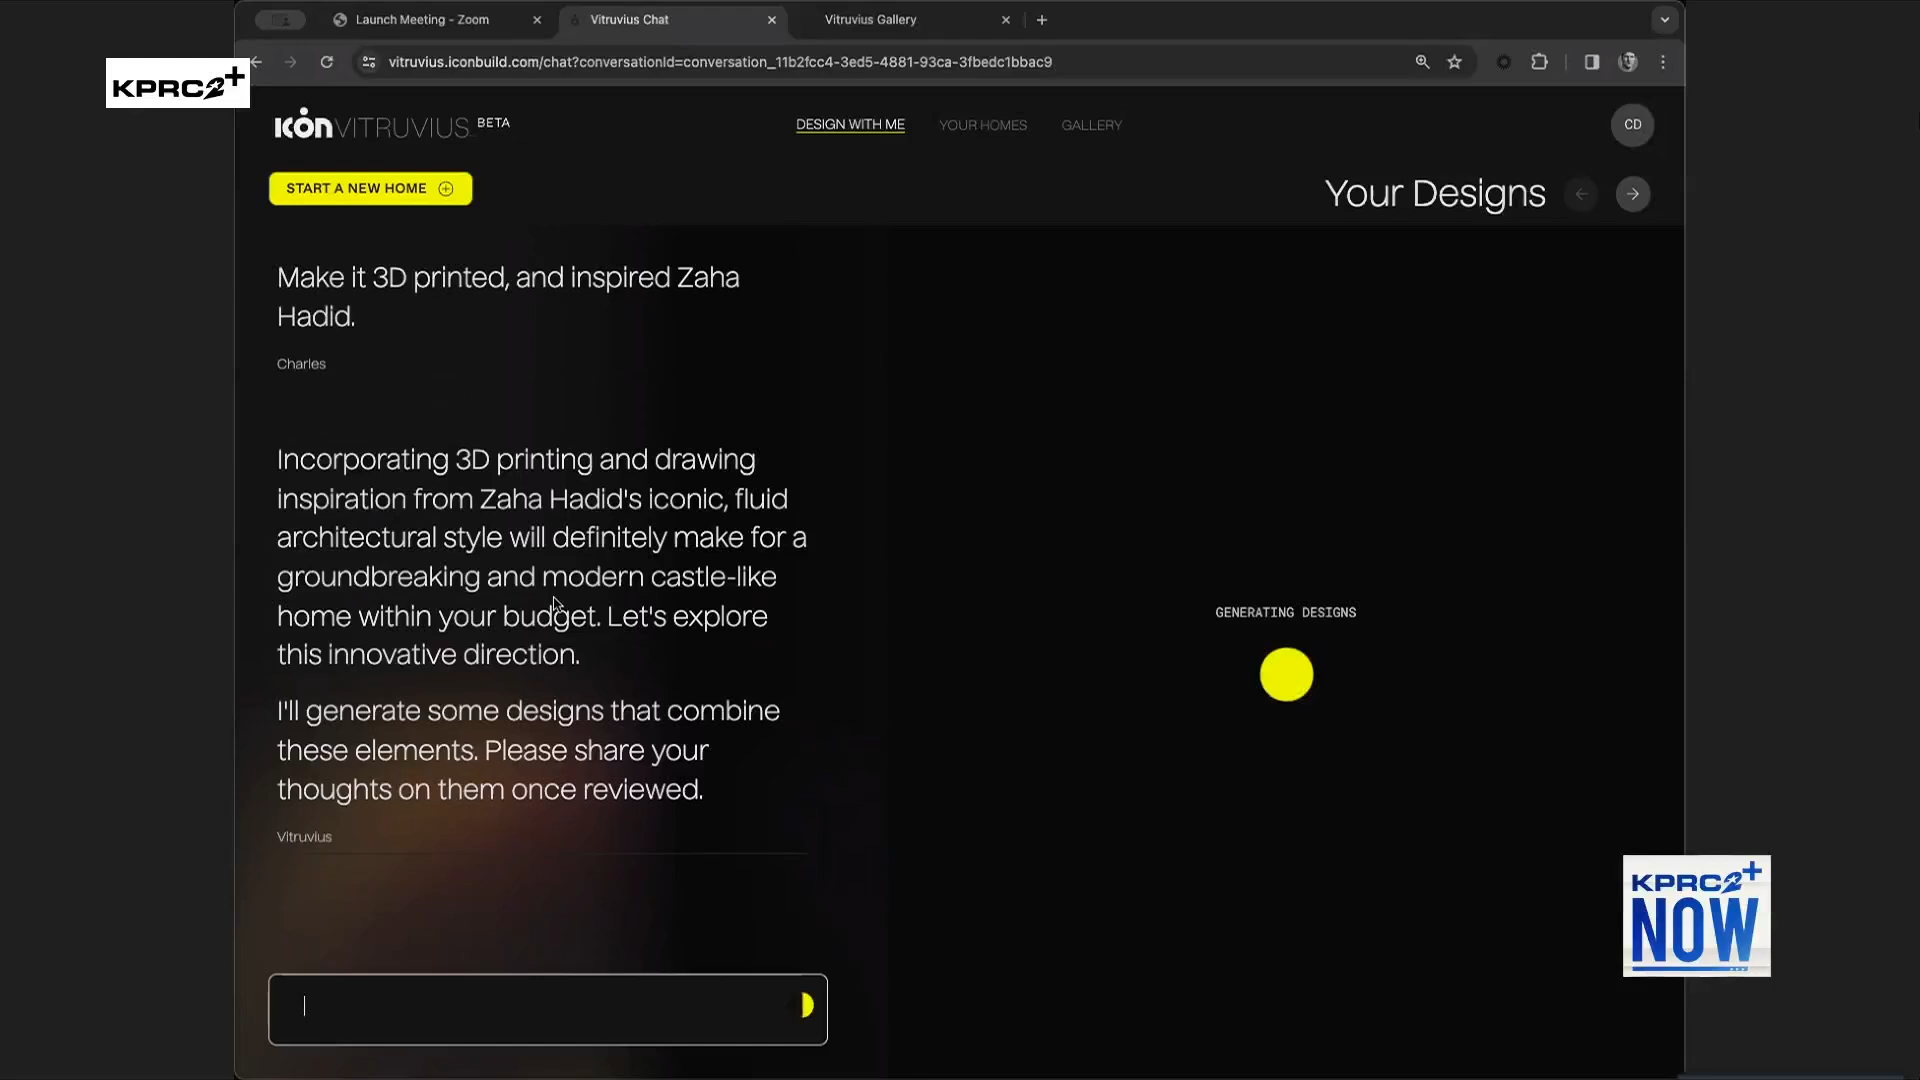 Launch Meeting - Zoom
Vitruvius Chat
Vitruvius Gallery
vitruvius.iconbuild.com/chat?conversationId=conversation_11b2fcc4-3ed5-4881-93ca-3fbedc1bbac9
KPRC2+
ICON VITRUVIUS BETA
DESIGN WITH ME
YOUR HOMES
GALLERY
CD
START A NEW HOME
Your Designs
Make it 3D printed, and inspired Zaha
Hadid.
Charles
Incorporating 3D printing and drawing
inspiration from Zaha Hadid's iconic, fluid
architectural style will definitely make for a
groundbreaking and modern castle-like
home within your budget. Let's explore
this innovative direction.
I'll generate some designs that combine
these elements. Please share your
thoughts on them once reviewed.
Vitruvius
GENERATING DESIGNS
KPRC2+
NOW